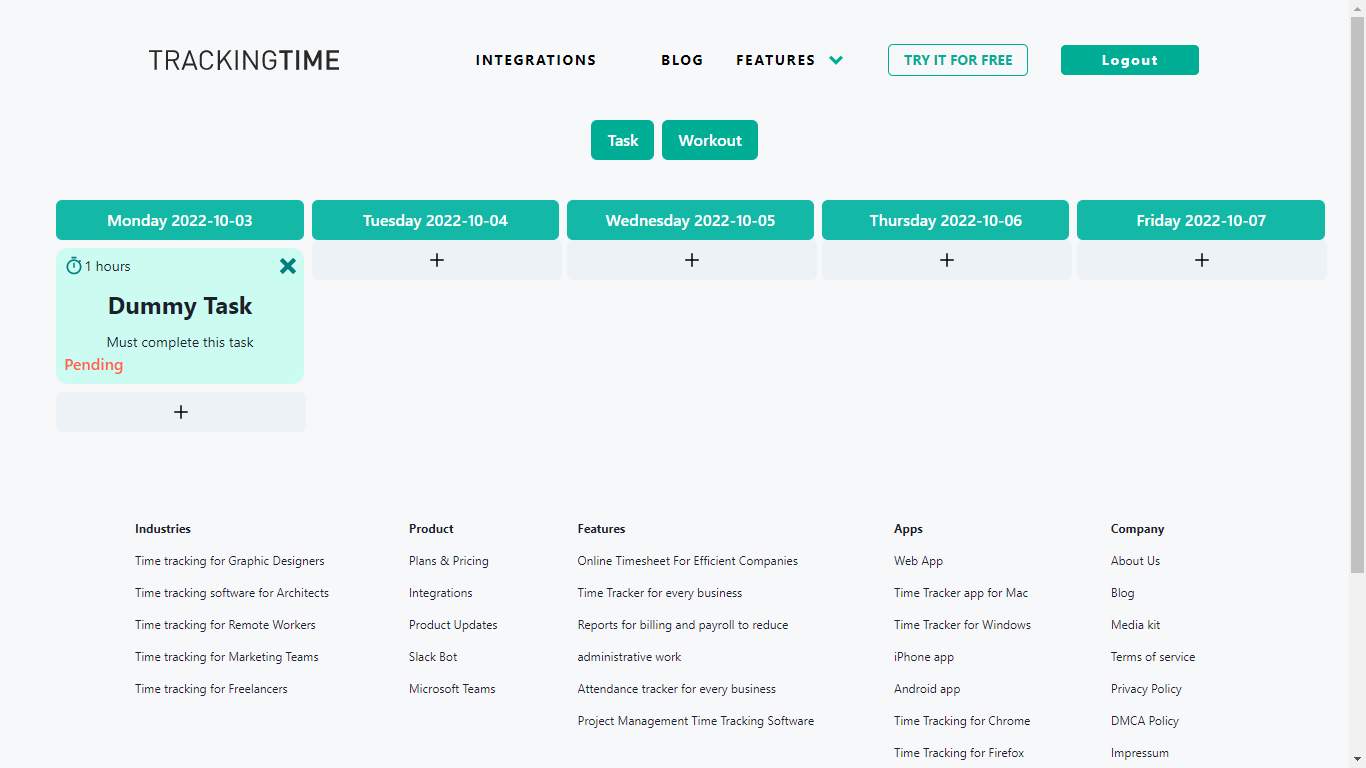 TRACKINGTIME
INTEGRATIONS
BLOG
FEATURES
TRY IT FOR FREE
Logout
Task
Workout
Monday 2022-10-03
Tuesday 2022-10-04
Wednesday 2022-10-05
Thursday 2022-10-06
Friday 2022-10-07
1 hours
Dummy Task
Must complete this task
Pending
+
+
+
+
+
Industries
Time tracking for Graphic Designers
Time tracking software for Architects
Time tracking for Remote Workers
Time tracking for Marketing Teams
Time tracking for Freelancers
Product
Plans & Pricing
Integrations
Product Updates
Slack Bot
Microsoft Teams
Features
Online Timesheet For Efficient Companies
Time Tracker for every business
Reports for billing and payroll to reduce
administrative work
Attendance tracker for every business
Project Management Time Tracking Software
Apps
Web App
Time Tracker app for Mac
Time Tracker for Windows
iPhone app
Android app
Time Tracking for Chrome
Time Tracking for Firefox
Company
About Us
Blog
Media kit
Terms of service
Privacy Policy
DMCA Policy
Impressum